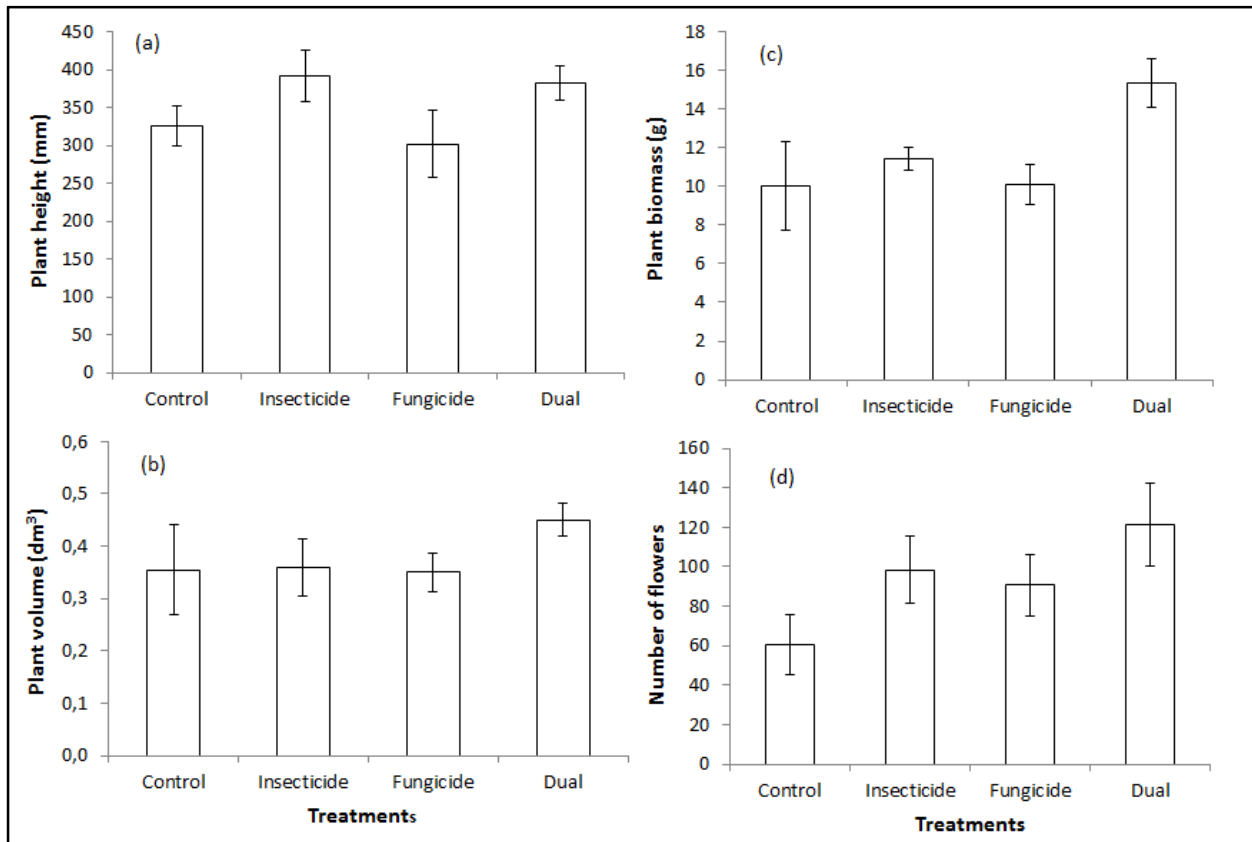 (a)
Plant height (mm)
450
400
350
300
250
200
150
100
50
0
Control Insecticide Fungicide Dual
(b)
Plant volume (dm³)
0,6
0,5
0,4
0,3
0,2
0,1
0,0
Control Insecticide Fungicide Dual
Treatments
(c)
Plant biomass (g)
18
16
14
12
10
8
6
4
2
0
Control Insecticide Fungicide Dual
(d)
Number of flowers
160
140
120
100
80
60
40
20
0
Control Insecticide Fungicide Dual
Treatments